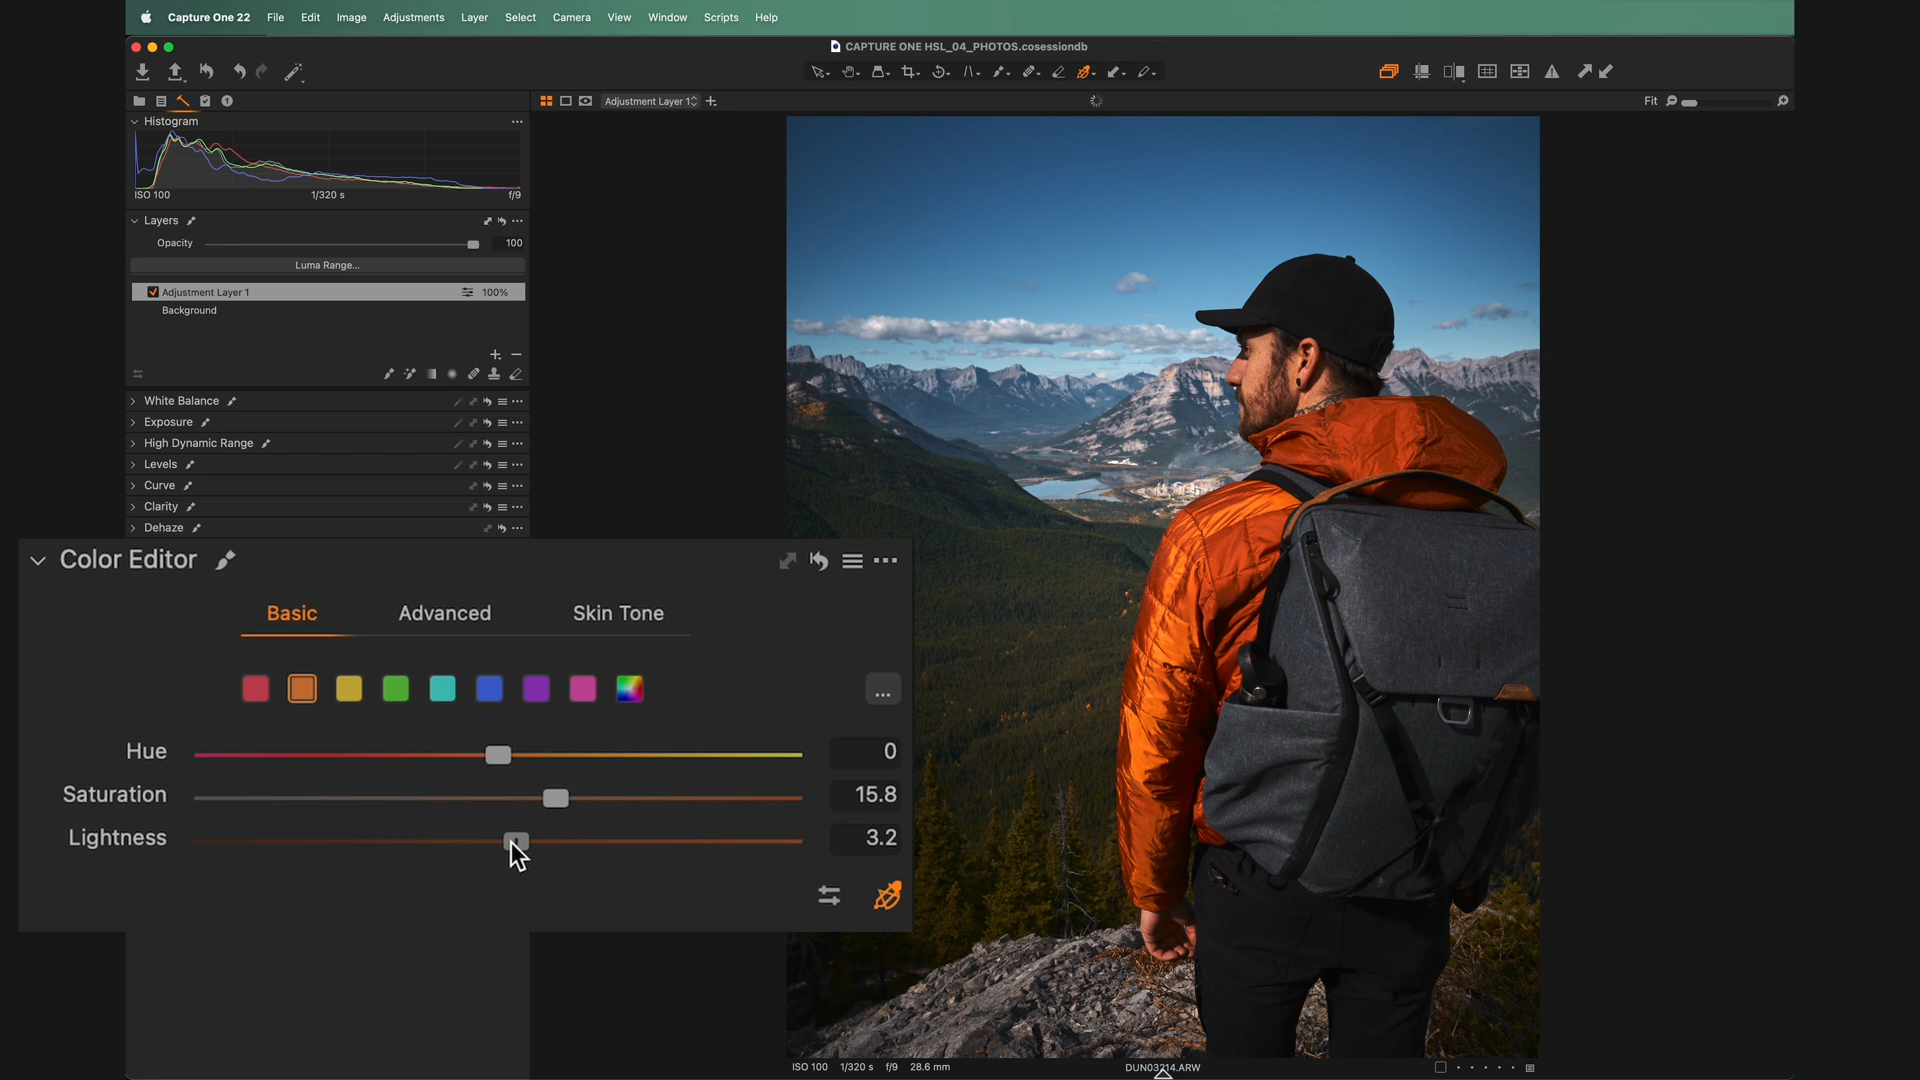 Capture One 22 File Edit Image Adjustments Layer Select Camera View Window Scripts Help
CAPTURE ONE HSL_04_PHOTOS.cosessiondb
1
Adjustment Layer 1
Fit
Histogram
ISO 100 1/320 s f/9
Layers
Opacity 100
Luma Range...
Adjustment Layer 1 100%
Background
White Balance
Exposure
High Dynamic Range
Levels
Curve
Clarity
Dehaze
Color Editor
Basic Advanced Skin Tone
...
Hue 0
Saturation 15.8
Lightness 3.2
ISO 100 1/320 s f/9 28.6 mm DUN03214.ARW